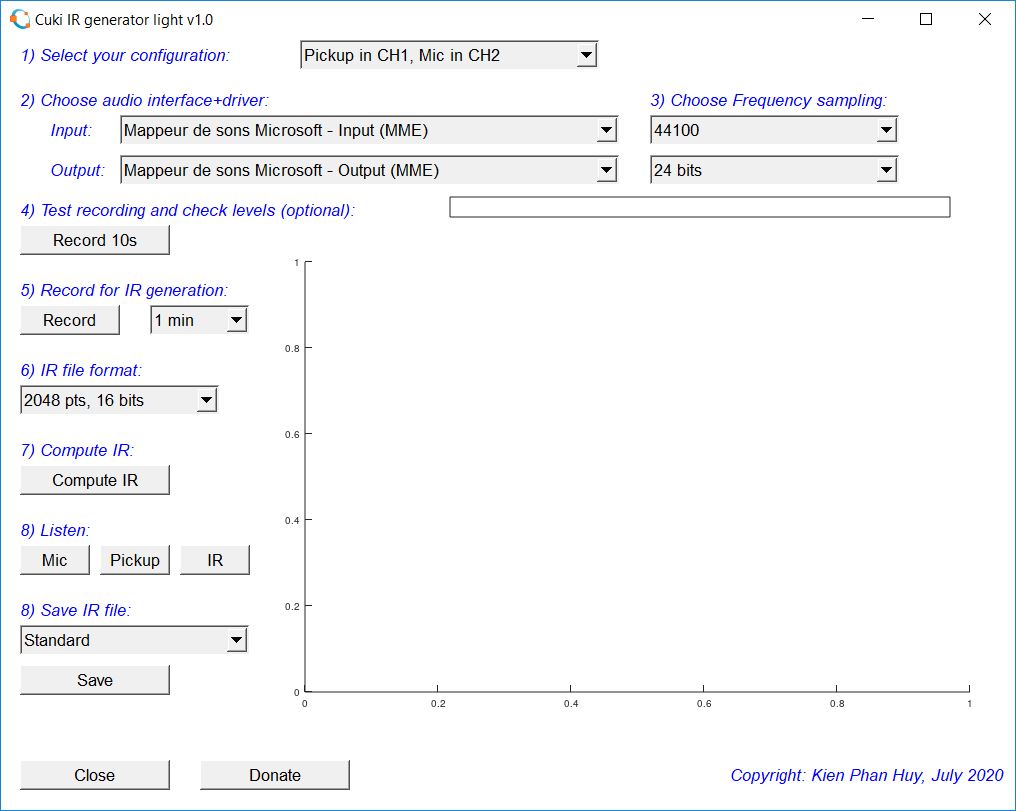 Cuki IR generator light v1.0
1) Select your configuration:
Pickup in CH1, Mic in CH2
2) Choose audio interface+driver:
3) Choose Frequency sampling:
Input:
Mappeur de sons Microsoft - Input (MME)
44100
Output:
Mappeur de sons Microsoft - Output (MME)
24 bits
4) Test recording and check levels (optional):
Record 10s
5) Record for IR generation:
Record
1 min
6) IR file format:
2048 pts, 16 bits
7) Compute IR:
Compute IR
8) Listen:
Mic
Pickup
IR
8) Save IR file:
Standard
Save
1
0.8
0.6
0.4
0.2
0
0
0.2
0.4
0.6
0.8
1
Close
Donate
Copyright: Kien Phan Huy, July 2020